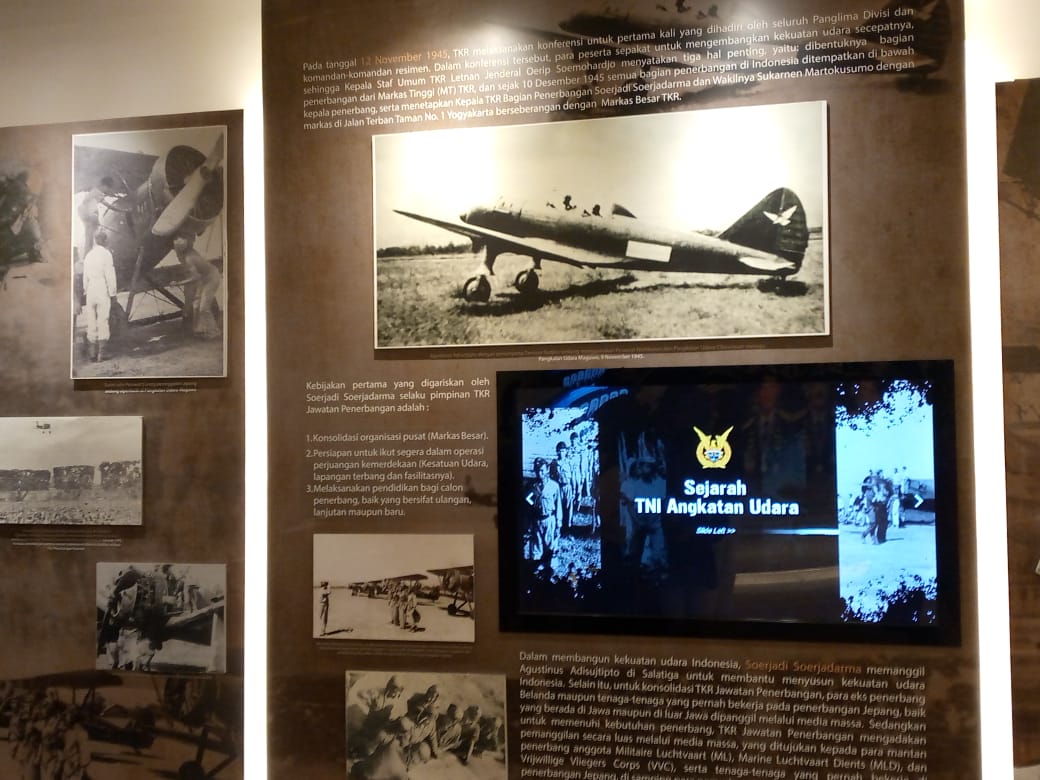 Pada tanggal 12 November 1945, TKR melaksanakan konferensi untuk pertama kali yang dihadiri oleh seluruh Panglima Divisi dan
komandan-komandan resimen. Dalam konferensi tersebut, para peserta sepakat untuk mengembangkan kekuatan udara secepatnya,
sehingga Kepala Staf Umum TKR Letnan Jenderal Oerip Soemohardjo menyatakan tiga hal penting, yaitu; dibentuknya bagian
penerbangan dari Markas Tinggi (MT) TKR, dan sejak 10 Desember 1945 semua bagian penerbangan di Indonesia ditempatkan di bawah
kepala penerbang, serta menetapkan Kepala TKR Bagian Penerbangan Soerjadi Soerjadarma dan Wakilnya Sukarnen Martokusumo dengan
markas di Jalan Terban Taman No. 1 Yogyakarta berseberangan dengan Markas Besar TKR.
Pangkalan Udara Maguwo, 9 November 1945.
Kebijakan pertama yang digariskan oleh
Soerjadi Soerjadarma selaku pimpinan TKR
Jawatan Penerbangan adalah :
1.Konsolidasi organisasi pusat (Markas Besar).
2.Persiapan untuk ikut segera dalam operasi
perjuangan kemerdekaan (Kesatuan Udara,
lapangan terbang dan fasilitasnya).
3.Melaksanakan pendidikan bagi calon
penerbang, baik yang bersifat ulangan,
lanjutan maupun baru.
Sejarah
TNI Angkatan Udara
Slide Left >>
Dalam membangun kekuatan udara Indonesia, Soerjadi Soerjadarma memanggil
Agustinus Adisujtipto di Salatiga untuk membantu menyusun kekuatan udara
Indonesia. Selain itu, untuk konsolidasi TKR Jawatan Penerbangan, para eks penerbang
Belanda maupun tenaga-tenaga yang pernah bekerja pada penerbangan Jepang, baik
yang berada di Jawa maupun di luar Jawa dipanggil melalui media massa. Sedangkan
untuk memenuhi kebutuhan penerbang, TKR Jawatan Penerbangan mengadakan
pemanggilan secara luas melalui media massa, yang ditujukan kepada para mantan
penerbang anggota Militaire Luchtvaart (ML), Marine Luchtvaart Dients (MLD), dan
Vrijwillige Vliegers Corps (VVC), serta tenaga-tenaga yang pernah bekerja di
penerbangan Jepang, di samping para